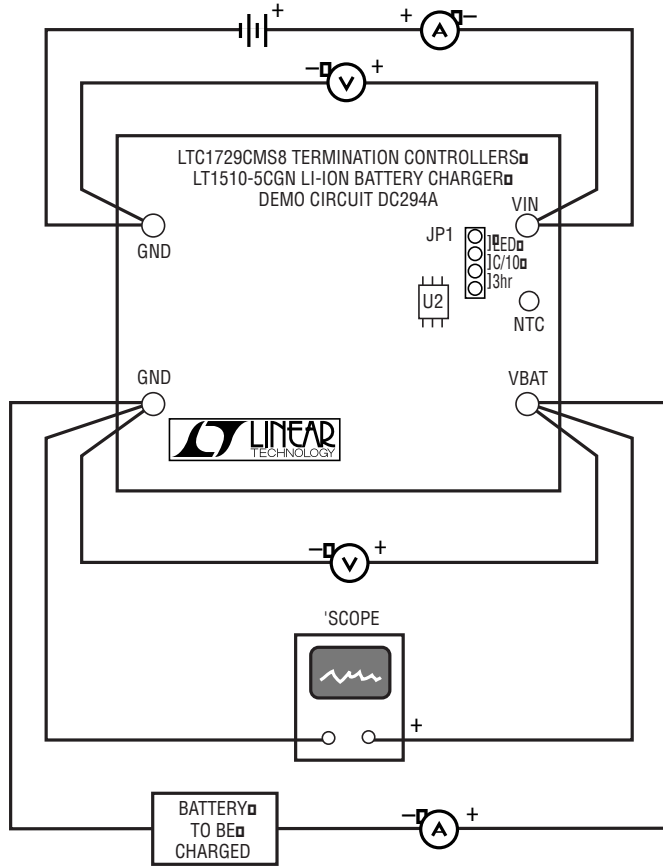 +
+
A
–
–
V
+
LTC1729CMS8 TERMINATION CONTROLLERS
LT1510-5CGN LI-ION BATTERY CHARGER
DEMO CIRCUIT DC294A
GND
VIN
JP1
]LED
]C/10
]3hr
U2
NTC
GND
VBAT
LT LINEAR
TECHNOLOGY
–
V
+
'SCOPE
+
BATTERY
TO BE
CHARGED
–
A
+